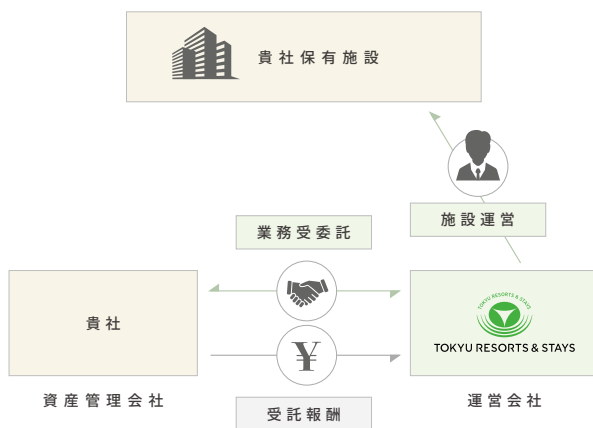 貴社保有施設
施設運営
業務受委託
貴社
TOKYU RESORTS & STAYS
TOKYU RESORTS & STAYS
¥
資産管理会社
運営会社
受託報酬